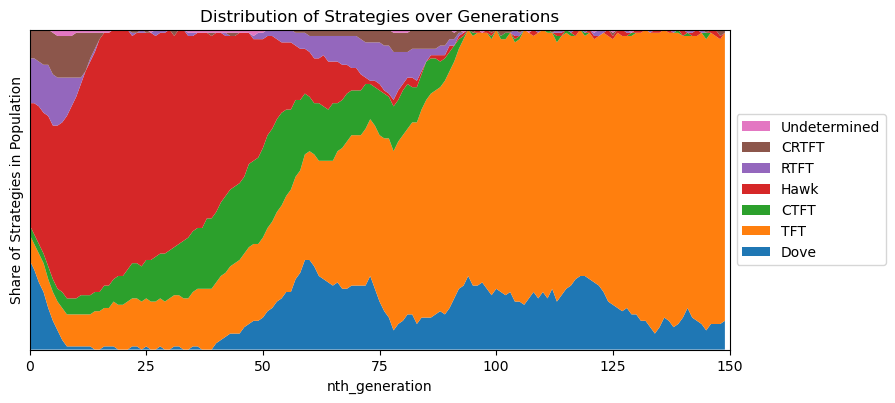 Distribution of Strategies over Generations
Share of Strategies in Population
Undetermined
CRTFT
RTFT
Hawk
CTFT
TFT
Dove
0 25 50 75 100 125 150
nth_generation